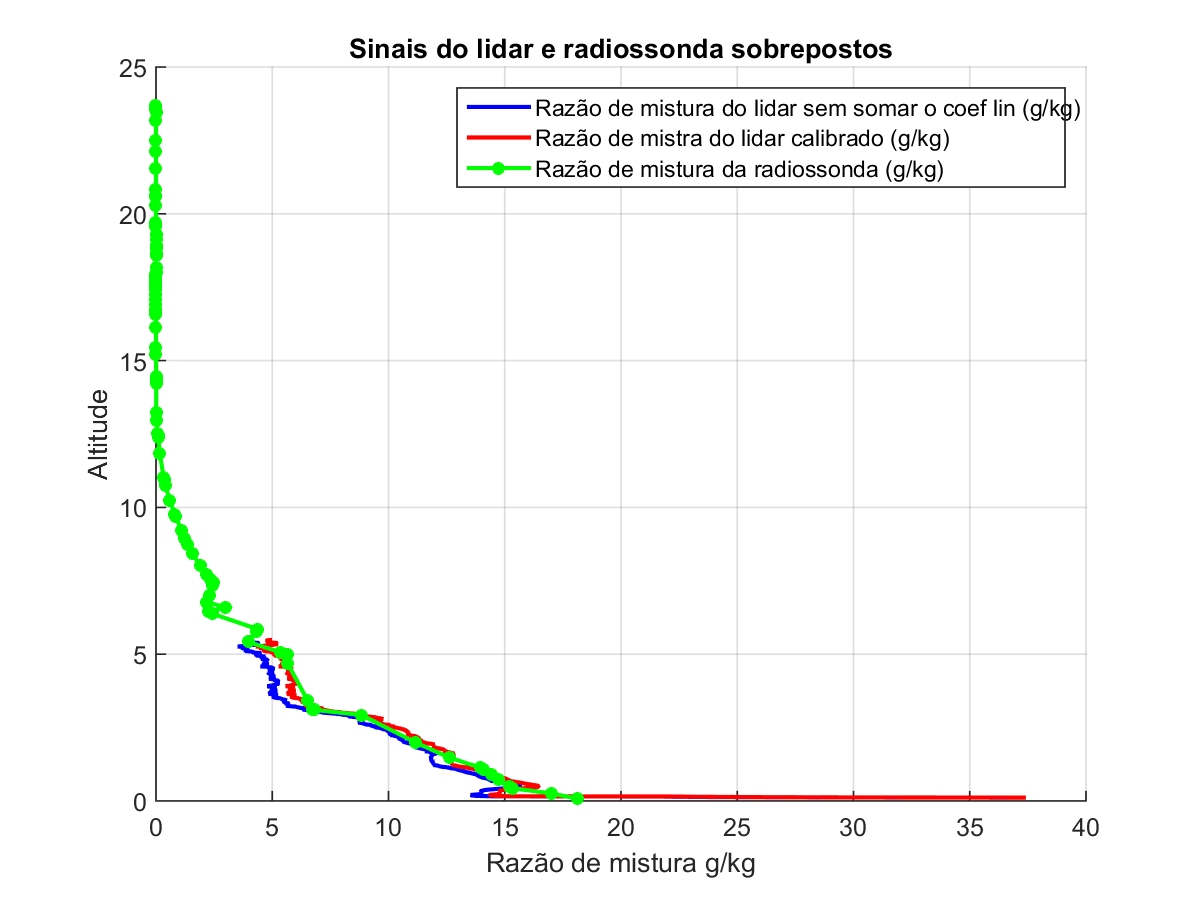 Sinais do lidar e radiossonda sobrepostos
25
Razão de mistura do lidar sem somar o coef lin (g/kg)
Razão de mistra do lidar calibrado (g/kg)
Razão de mistura da radiossonda (g/kg)
20
15
Altitude
10
5
0
0 5 10 15 20 25 30 35 40
Razão de mistura g/kg